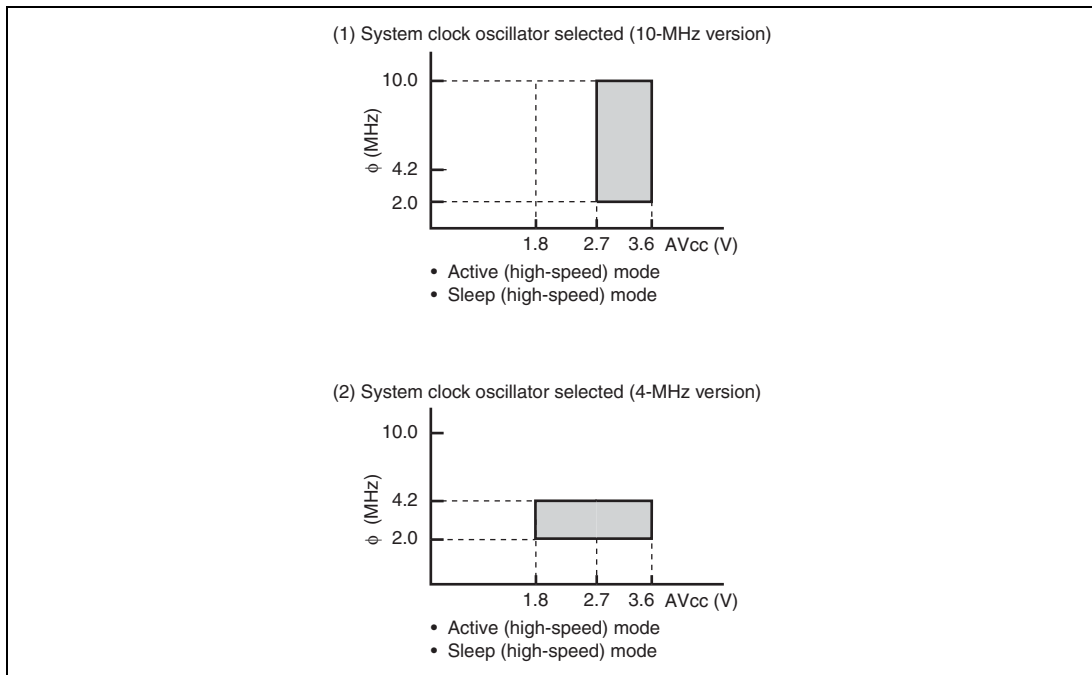 (1) System clock oscillator selected (10-MHz version)
10.0
φ (MHz)
4.2
2.0
1.8 2.7 3.6 AVcc (V)
• Active (high-speed) mode
• Sleep (high-speed) mode
(2) System clock oscillator selected (4-MHz version)
10.0
φ (MHz)
4.2
2.0
1.8 2.7 3.6 AVcc (V)
• Active (high-speed) mode
• Sleep (high-speed) mode